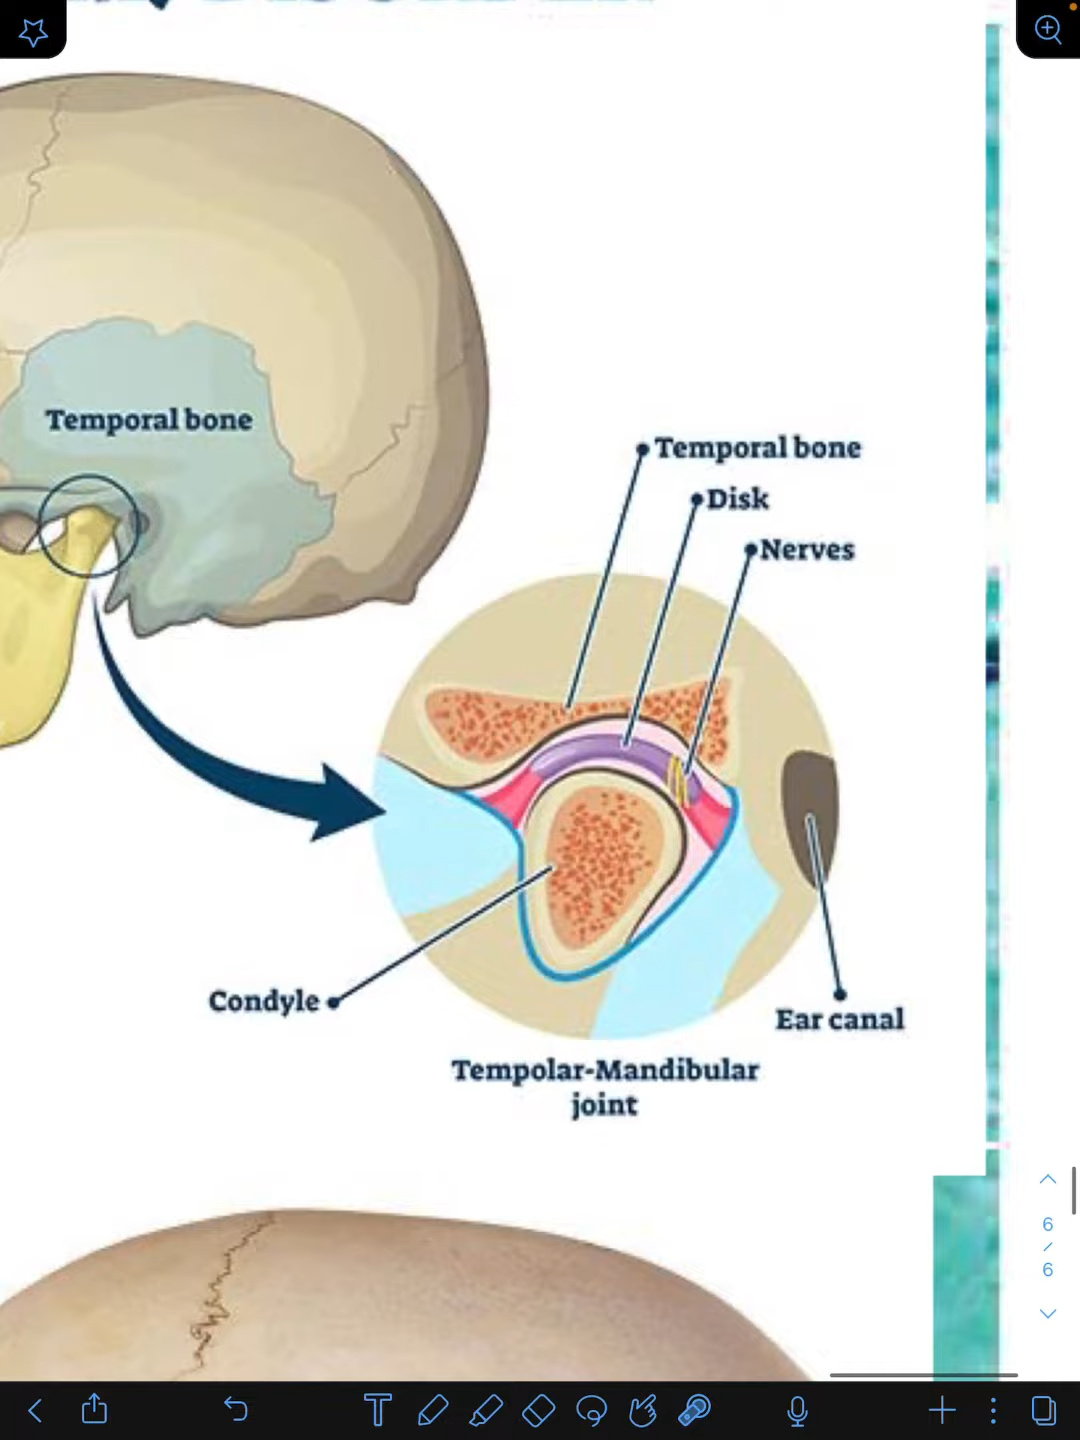 Temporal bone
Temporal bone
Disk
Nerves
Condyle
Ear canal
Tempolar-Mandibular
joint
6
/
6